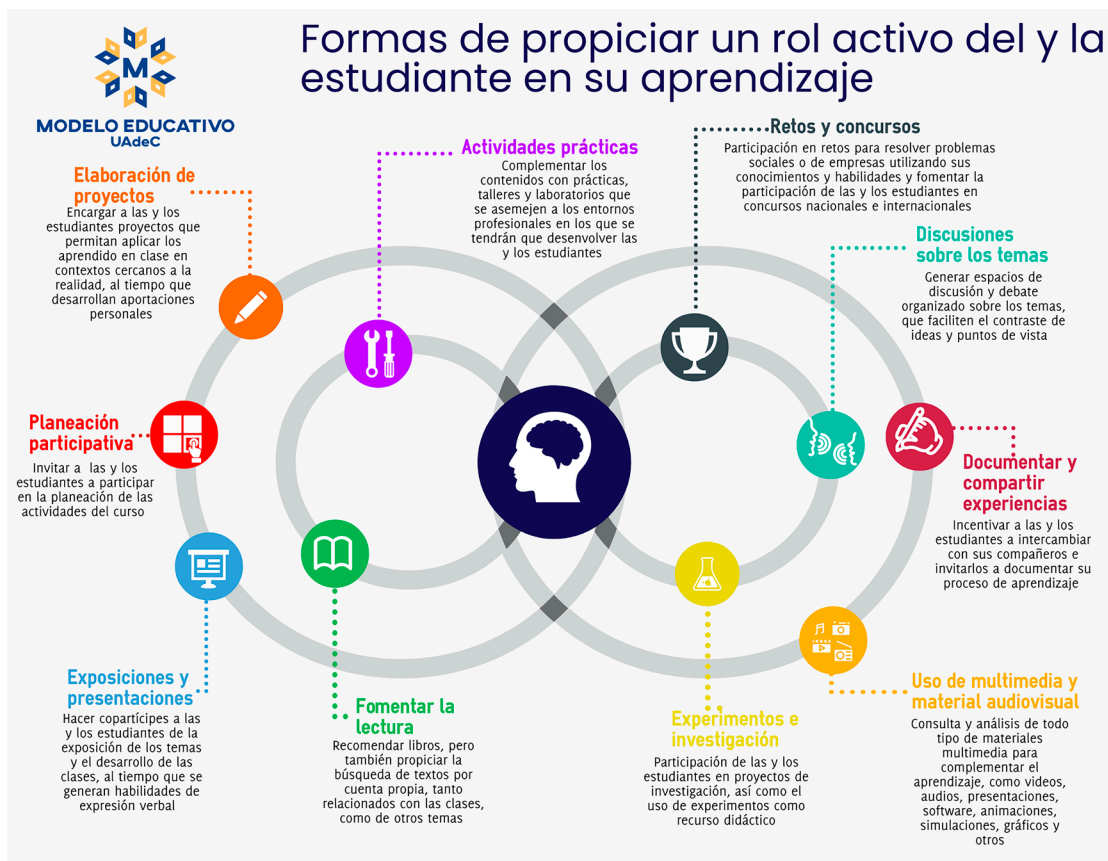 Formas de propiciar un rol activo del y la
estudiante en su aprendizaje
M
MODELO EDUCATIVO
UAdeC
Elaboración de
proyectos
Encargar a las y los
estudiantes proyectos que
permitan aplicar los
aprendido en clase en
contextos cercanos a la
realidad, al tiempo que
desarrollan aportaciones
personales
Actividades prácticas
Complementar los
contenidos con prácticas,
talleres y laboratorios que
se asemejen a los entornos
profesionales en los que se
tendrán que desenvolver las
y los estudiantes
Retos y concursos
Participación en retos para resolver problemas
sociales o de empresas utilizando sus
conocimientos y habilidades y fomentar la
participación de las y los estudiantes en
concursos nacionales e internacionales
Discusiones
sobre los temas
Generar espacios de
discusión y debate
organizado sobre los temas,
que faciliten el contraste de
ideas y puntos de vista
Planeación
participativa
Invitar a las y los
estudiantes a participar
en la planeación de las
actividades del curso
Documentar y
compartir
experiencias
Incentivar a las y los
estudiantes a intercambiar
con sus compañeros e
invitarlos a documentar su
proceso de aprendizaje
Exposiciones y
presentaciones
Hacer copartícipes a las
y los estudiantes de la
exposición de los temas
y el desarrollo de las
clases, al tiempo que se
generan habilidades de
expresión verbal
Fomentar la
lectura
Recomendar libros, pero
también propiciar la
búsqueda de textos por
cuenta propia, tanto
relacionados con las clases,
como de otros temas
Experimentos e
investigación
Participación de las y los
estudiantes en proyectos de
investigación, así como el
uso de experimentos como
recurso didáctico
Uso de multimedia y
material audiovisual
Consulta y análisis de todo
tipo de materiales
multimedia para
complementar el
aprendizaje, como videos,
audios, presentaciones,
software, animaciones,
simulaciones, gráficos y
otros